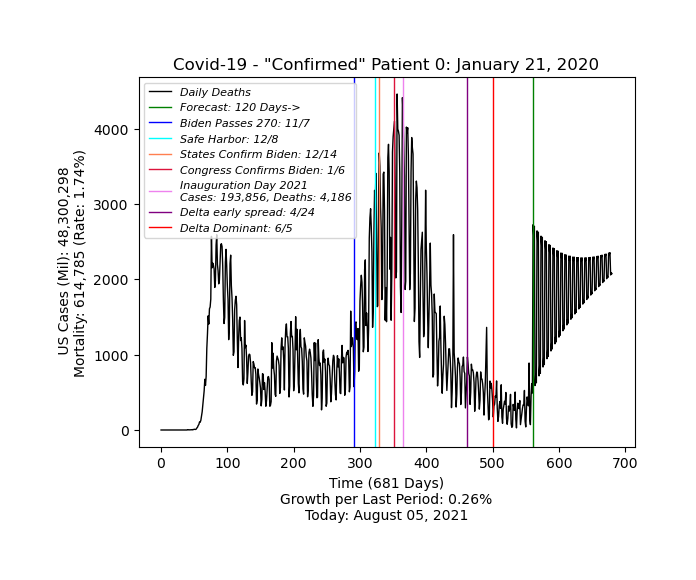 Covid-19 - "Confirmed" Patient 0: January 21, 2020
Daily Deaths
Forecast: 120 Days->
Biden Passes 270: 11/7
Safe Harbor: 12/8
States Confirm Biden: 12/14
Congress Confirms Biden: 1/6
Inauguration Day 2021
Cases: 193,856, Deaths: 4,186
Delta early spread: 4/24
Delta Dominant: 6/5
US Cases (Mil): 48,300,298
Mortality: 614,785 (Rate: 1.74%)
4000
3000
2000
1000
0
0 100 200 300 400 500 600 700
Time (681 Days)
Growth per Last Period: 0.26%
Today: August 05, 2021